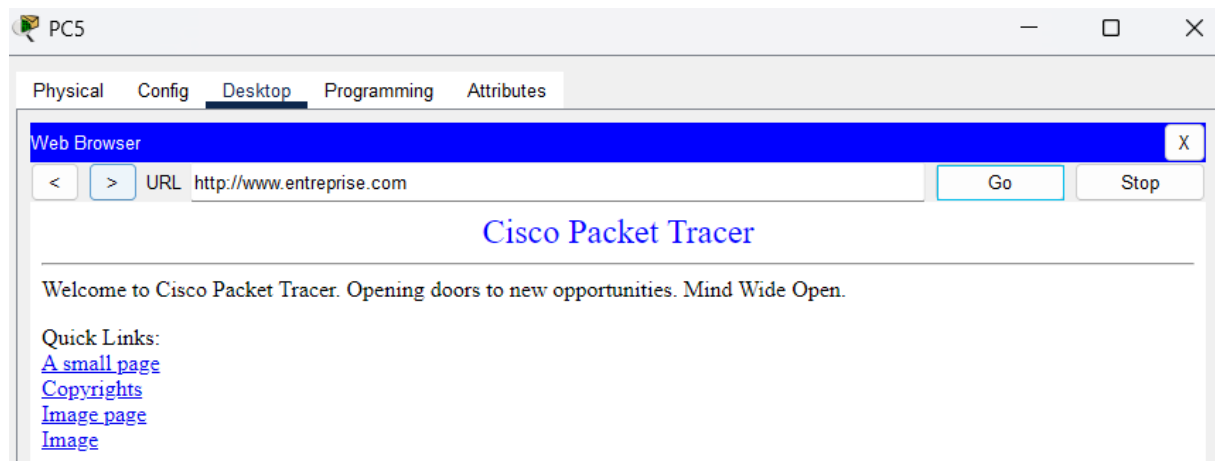 PC5
Physical Config Desktop Programming Attributes
Web Browser X
< > URL http://www.entreprise.com Go Stop
Cisco Packet Tracer
Welcome to Cisco Packet Tracer. Opening doors to new opportunities. Mind Wide Open.
Quick Links:
A small page
Copyrights
Image page
Image